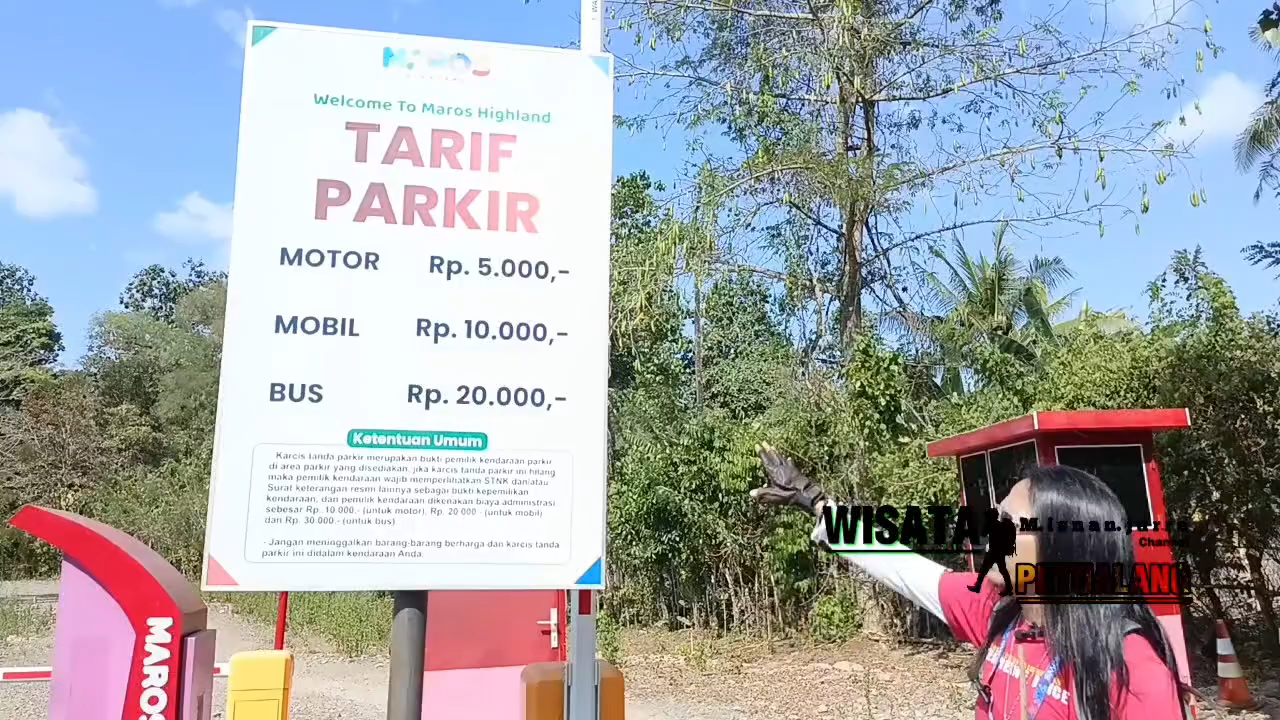 MAROS
Welcome To Maros Highland
TARIF
PARKIR
MOTOR Rp. 5.000,-
MOBIL Rp. 10.000,-
BUS Rp. 20.000,-
Ketentuan Umum
Karcis tanda parkir merupakan bukti pemilik kendaraan parkir
di area parkir yang disediakan, jika karcis tanda parkir ini hilang
maka pemilik kendaraan wajib memperlihatkan STNK dan/atau
Surat keterangan resmi lainnya sebagai bukti kepemilikan
kendaraan, dan pemilik kendaraan dikenakan biaya administrasi
sebesar Rp. 10.000,- (untuk motor), Rp. 20.000,- (untuk mobil)
dan Rp. 30.000,- (untuk bus)
- Jangan meninggalkan barang-barang berharga dan karcis tanda
parkir ini didalam kendaraan Anda.
MAROS
WISATA
Channel